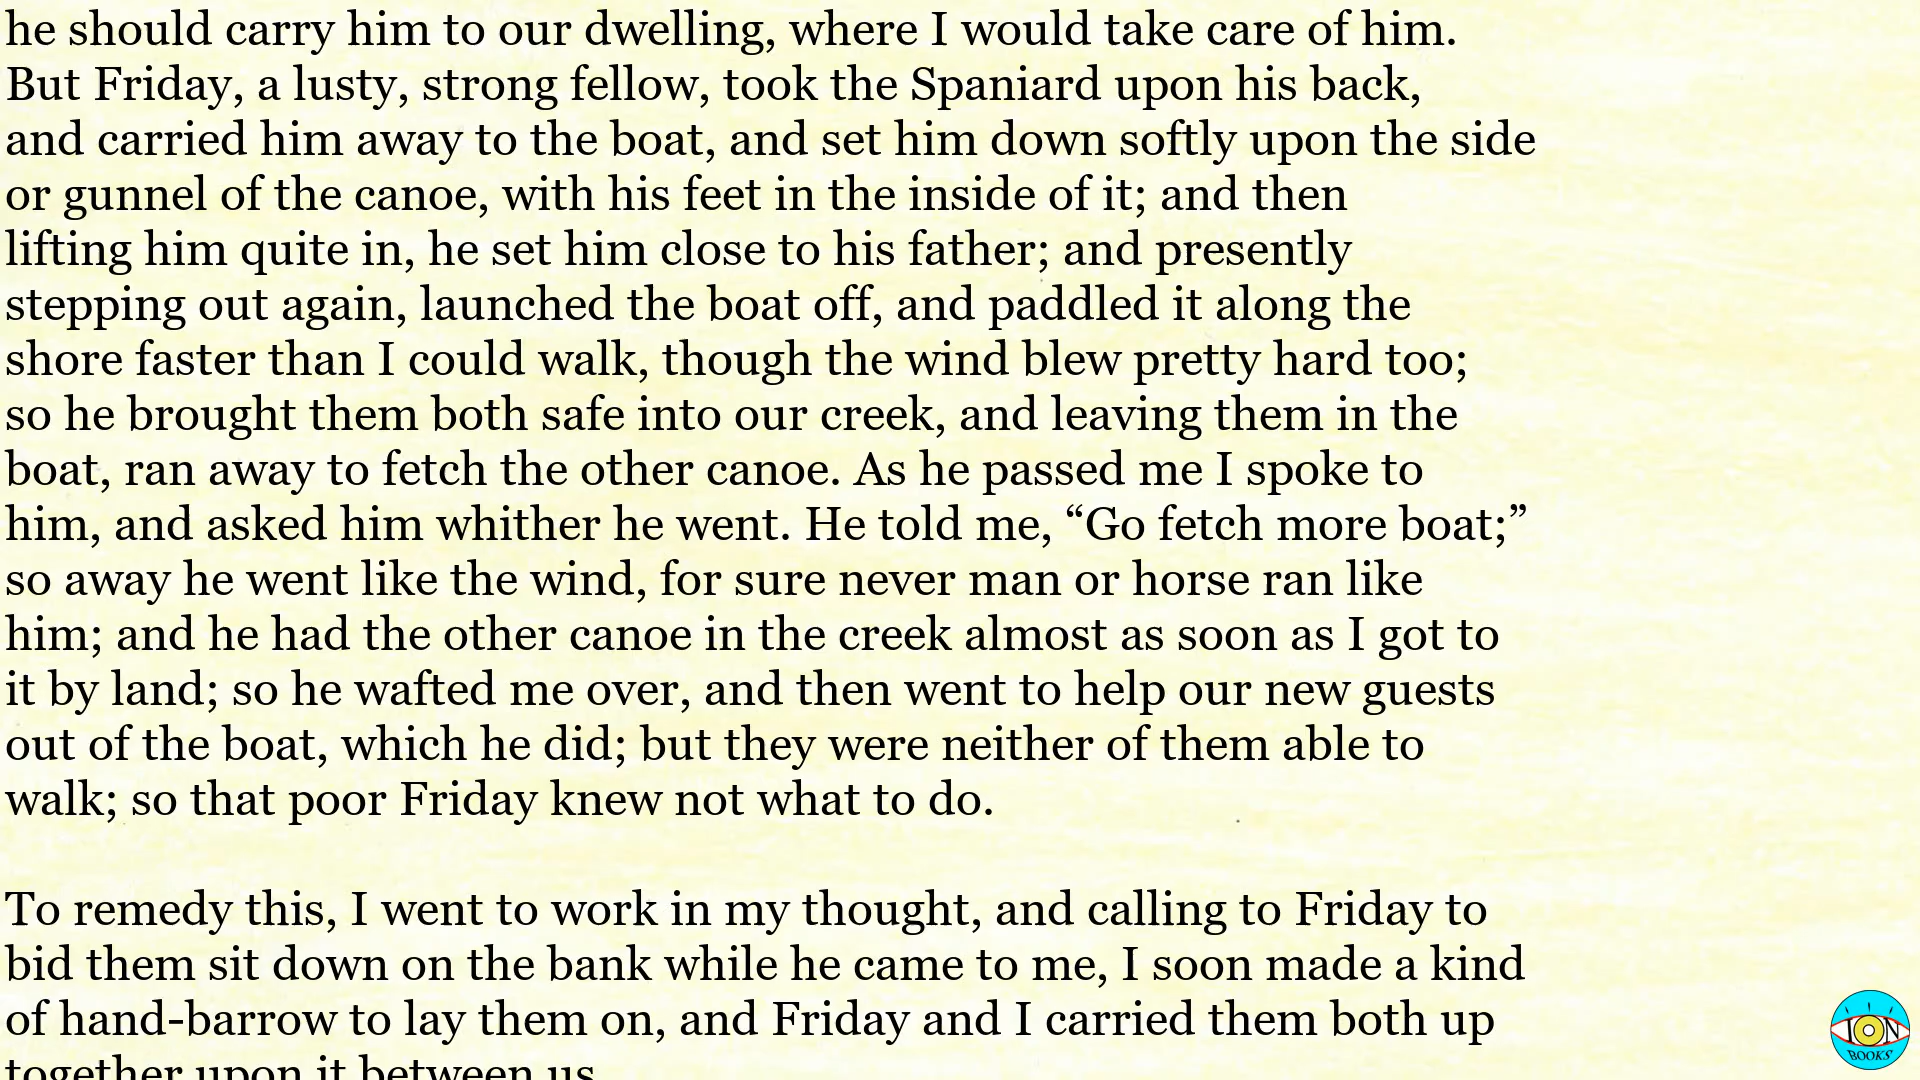 he should carry him to our dwelling, where I would take care of him.
But Friday, a lusty, strong fellow, took the Spaniard upon his back,
and carried him away to the boat, and set him down softly upon the side
or gunnel of the canoe, with his feet in the inside of it; and then
lifting him quite in, he set him close to his father; and presently
stepping out again, launched the boat off, and paddled it along the
shore faster than I could walk, though the wind blew pretty hard too;
so he brought them both safe into our creek, and leaving them in the
boat, ran away to fetch the other canoe. As he passed me I spoke to
him, and asked him whither he went. He told me, “Go fetch more boat;”
so away he went like the wind, for sure never man or horse ran like
him; and he had the other canoe in the creek almost as soon as I got to
it by land; so he wafted me over, and then went to help our new guests
out of the boat, which he did; but they were neither of them able to
walk; so that poor Friday knew not what to do.
To remedy this, I went to work in my thought, and calling to Friday to
bid them sit down on the bank while he came to me, I soon made a kind
of hand-barrow to lay them on, and Friday and I carried them both up
together upon it between us.
ION
BOOKS